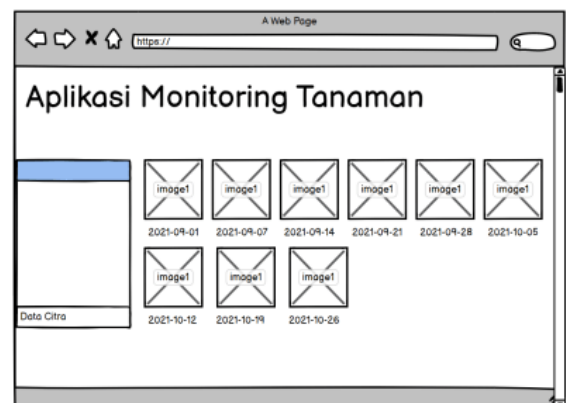 A Web Page
https://
Aplikasi Monitoring Tanaman
image1 image1 image1 image1 image1 image1
2021-09-01 2021-09-07 2021-09-14 2021-09-21 2021-09-28 2021-10-05
image1 image1 image1
Data Citra
2021-10-12 2021-10-19 2021-10-26